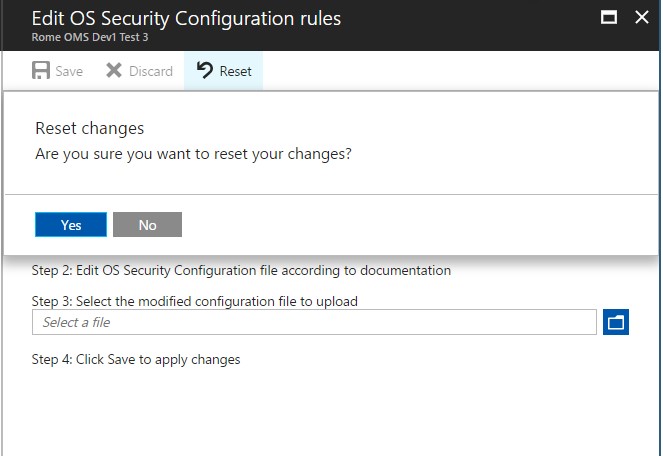 Edit OS Security Configuration rules
Rome OMS Dev1 Test 3
Save Discard Reset
Reset changes
Are you sure you want to reset your changes?
Yes No
Step 2: Edit OS Security Configuration file according to documentation
Step 3: Select the modified configuration file to upload
Select a file
Step 4: Click Save to apply changes